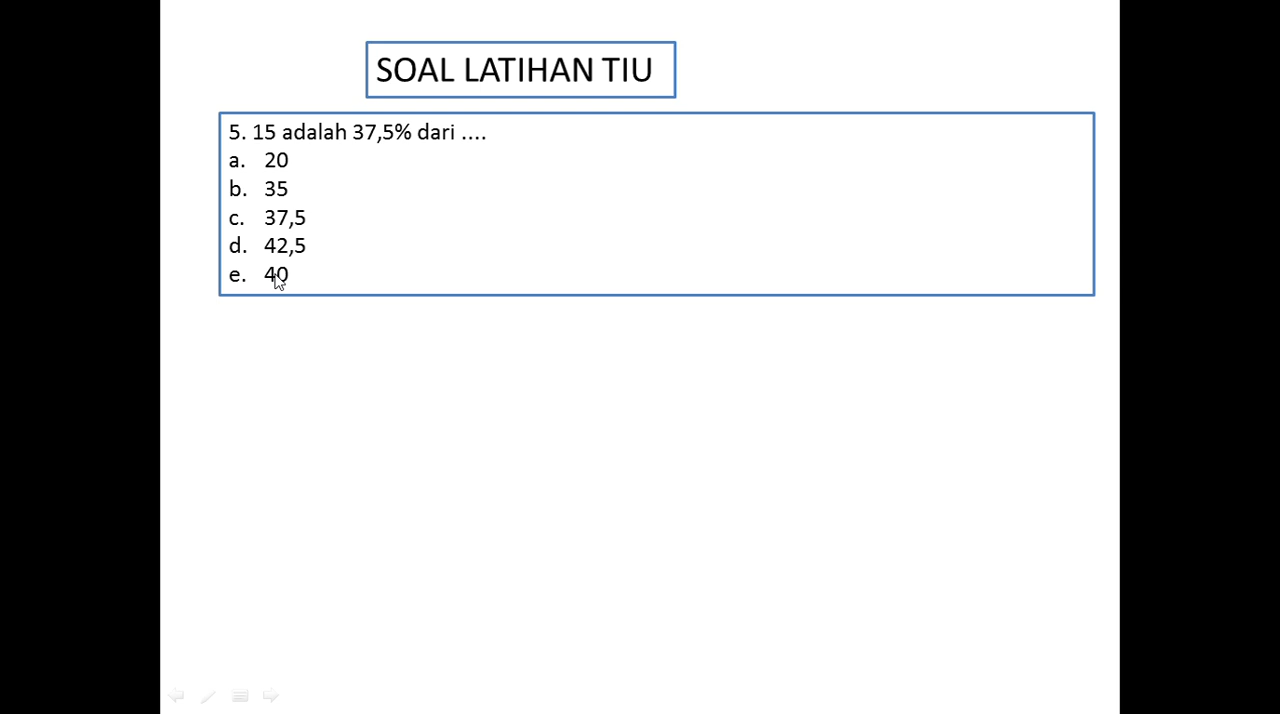 SOAL LATIHAN TIU
5. 15 adalah 37,5% dari ....
a. 20
b. 35
c. 37,5
d. 42,5
e. 40